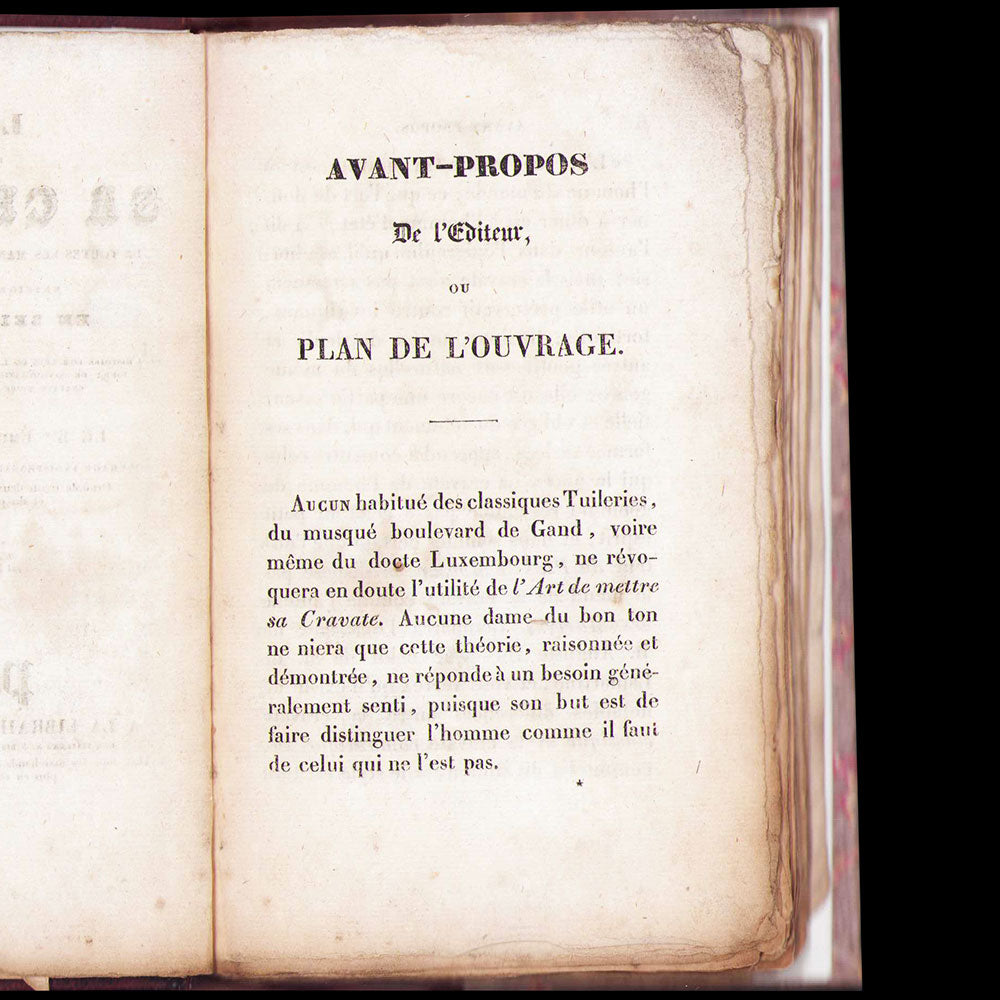 AVANT-PROPOS
De l'Editeur,
OU
PLAN DE L'OUVRAGE.
AUCUN habitué des classiques Tuileries,
du musqué boulevard de Gand, voire
même du docte Luxembourg, ne révo-
quera en doute l'utilité de l'Art de mettre
sa Cravate. Aucune dame du bon ton
ne niera que cette théorie, raisonnée et
démontrée, ne réponde à un besoin géné-
ralement senti, puisque son but est de
faire distinguer l'homme comme il faut
de celui qui ne l'est pas.
*